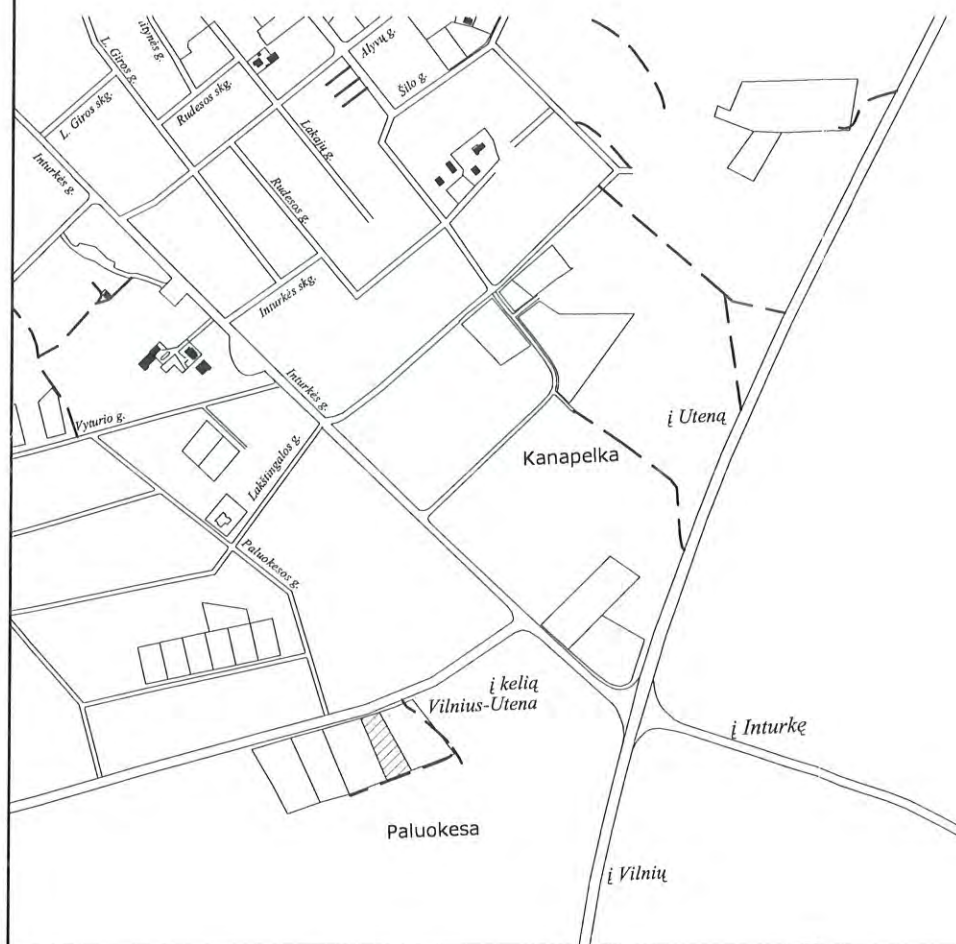 L. Giros g.
Alyvų g.
Šilo g.
L. Giros skg.
Rudesos skg.
Lakajų g.
Inturkės g.
Rudesos g.
Inturkės skg.
Inturkės g.
į Uteną
Vyturio g.
Kanapelka
Lakštingalos g.
Paluokesos g.
į kelią
Vilnius-Utena
į Inturkę
Paluokesa
į Vilnių